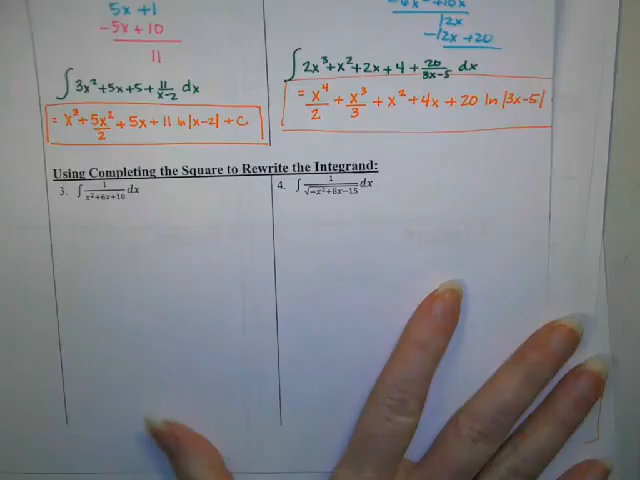 5x + 1
-5x + 10
11
∫ 3x² + 5x + 5 + 11/(x-2) dx
= x³ + 5x²/2 + 5x + 11 ln |x-2| + C.
12x
-12x + 20
∫ 2x³ + x² + 2x + 4 + 20/(3x-5) dx
= x⁴/2 + x³/3 + x² + 4x + 20 ln |3x-5|
Using Completing the Square to Rewrite the Integrand:
3. ∫ 1/(x²+6x+10) dx
4. ∫ 1/√(−x²+8x−15) dx